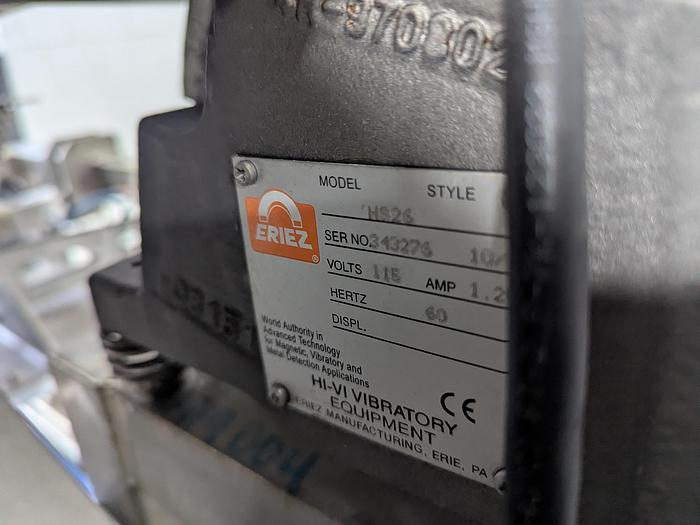 MODEL STYLE
HS26
ERIEZ
®
SER NO. 343276 10/
VOLTS 115 AMP 1.2
HERTZ 60
DISPL.
World Authority in
Advanced Technology
for Magnetic, Vibratory and
Metal Detection Applications
CE
HI-VI VIBRATORY
EQUIPMENT
ERIEZ MANUFACTURING, ERIE, PA